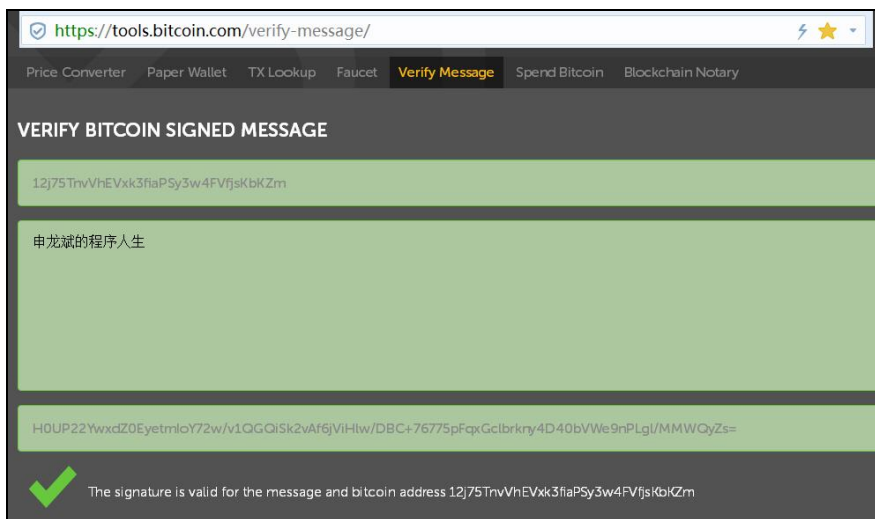 https://tools.bitcoin.com/verify-message/
Price Converter Paper Wallet TX Lookup Faucet Verify Message Spend Bitcoin Blockchain Notary
VERIFY BITCOIN SIGNED MESSAGE
12j75TnvVhEVxk3fiaPSy3w4FVfjsKbKZm
申龙斌的程序人生
H0UP22YwxdZ0EyetmloY72w/v1QGQiSk2vAf6jViHlw/DBC+76775pFqxGclbrkny4D40bVWe9nPLgl/MMWQyZs=
The signature is valid for the message and bitcoin address 12j75TnvVhEVxk3fiaPSy3w4FVfjsKbKZm